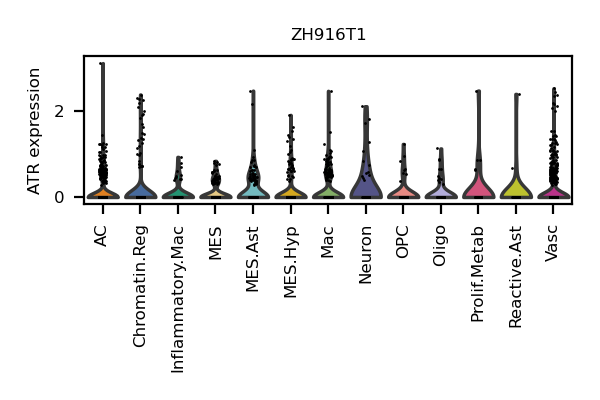 ZH916T1
ATR expression
2
0
AC
Chromatin.Reg
Inflammatory.Mac
MES
MES.Ast
MES.Hyp
Mac
Neuron
OPC
Oligo
Prolif.Metab
Reactive.Ast
Vasc